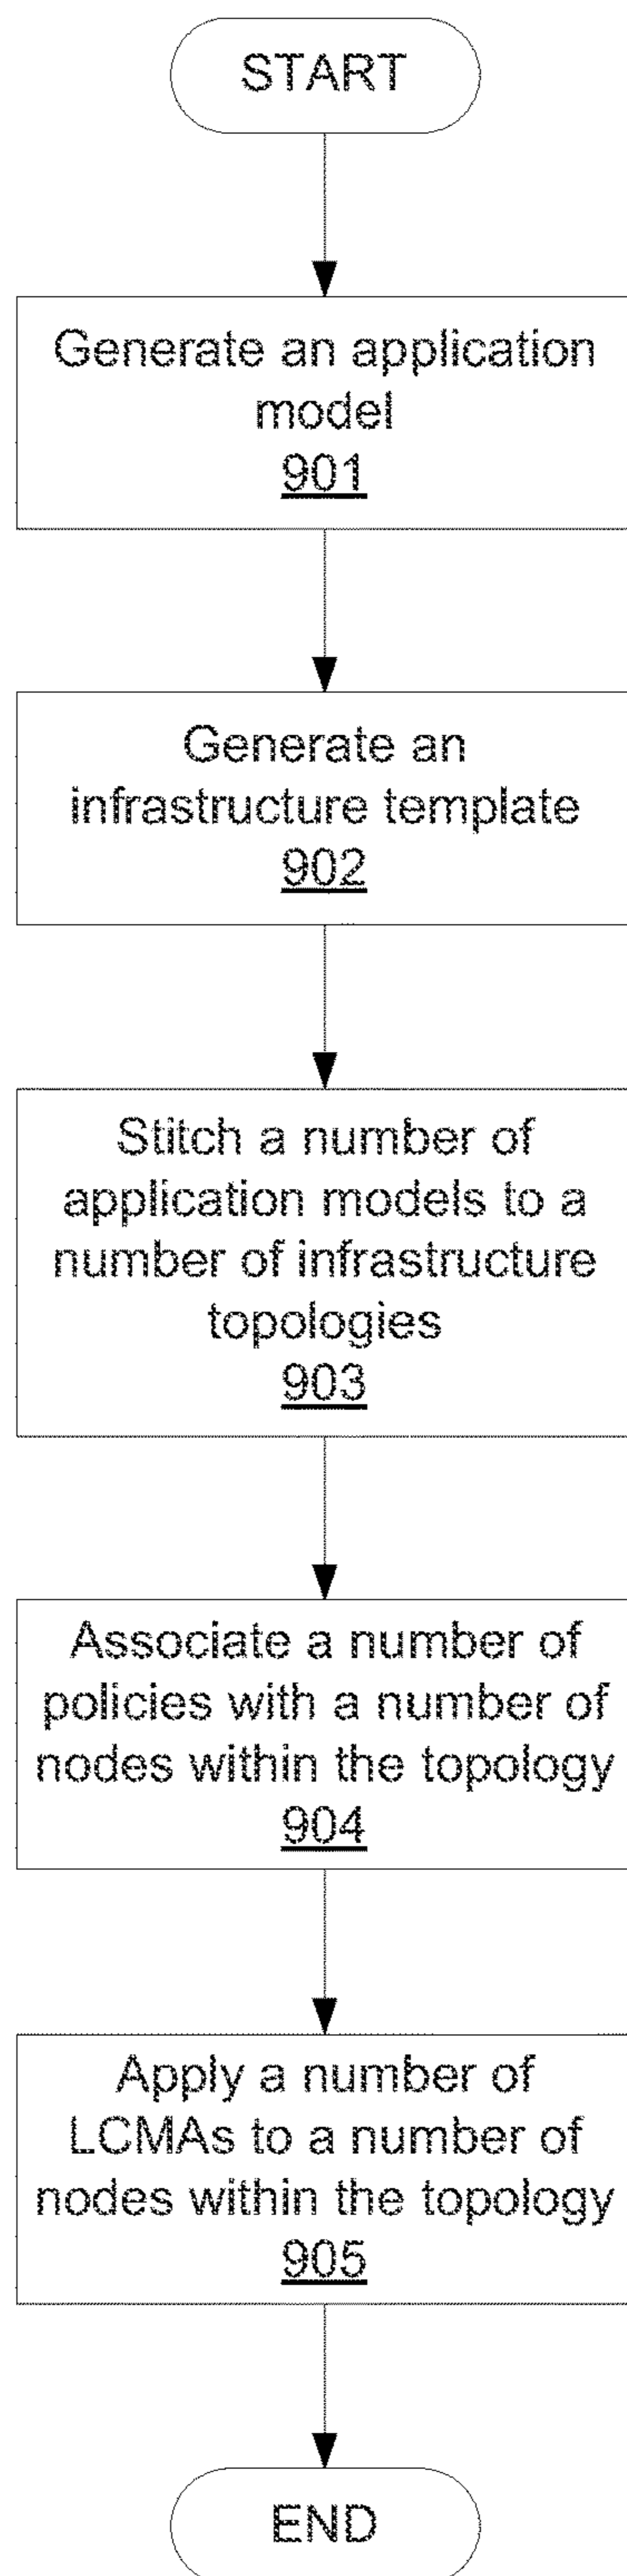 START
Generate an application
model
901
Generate an
infrastructure template
902
Stitch a number of
application models to a
number of infrastructure
topologies
903
Associate a number of
policies with a number of
nodes within the topology
904
Apply a number of
LCMAs to a number of
nodes within the topology
905
END